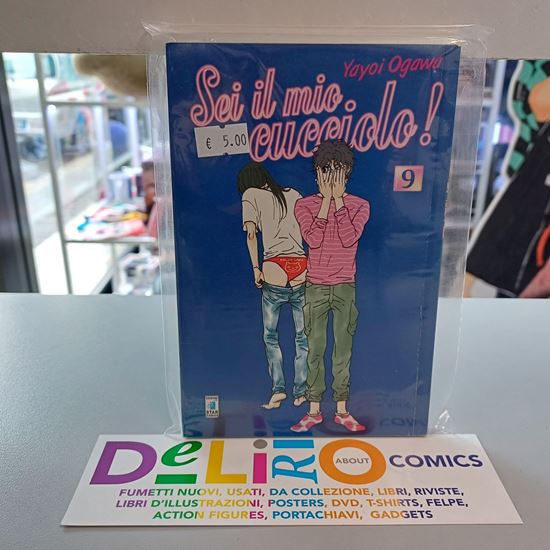 Yayoi Ogawa
Sei il mio
cucciolo!
€ 5.00
9
STAR
DeLiRiO
ABOUT
COMICS
FUMETTI NUOVI, USATI, DA COLLEZIONE, LIBRI, RIVISTE,
LIBRI D'ILLUSTRAZIONI, POSTERS, DVD, T-SHIRTS, FELPE,
ACTION FIGURES, PORTACHIAVI, GADGETS